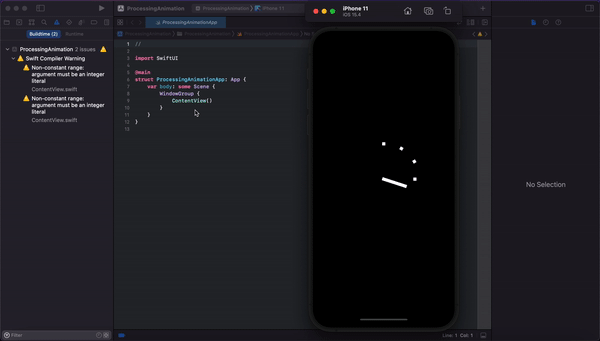 ProcessingAnimation
ProcessingAnimation
iPhone 11
iPhone 11
iOS 15.4
Buildtime (2)
Runtime
ProcessingAnimationApp
ProcessingAnimation
ProcessingAnimation
ProcessingAnimation 2 issues
Swift Compiler Warning
Non-constant range:
argument must be an integer
literal
ContentView.swift
Non-constant range:
argument must be an integer
literal
ContentView.swift
1 //
2
3 import SwiftUI
4
5 @main
6 struct ProcessingAnimationApp: App {
7 var body: some Scene {
8 WindowGroup {
9 ContentView()
10 }
11 }
12 }
13
No Selection
Filter
Line: 1 Col: 1